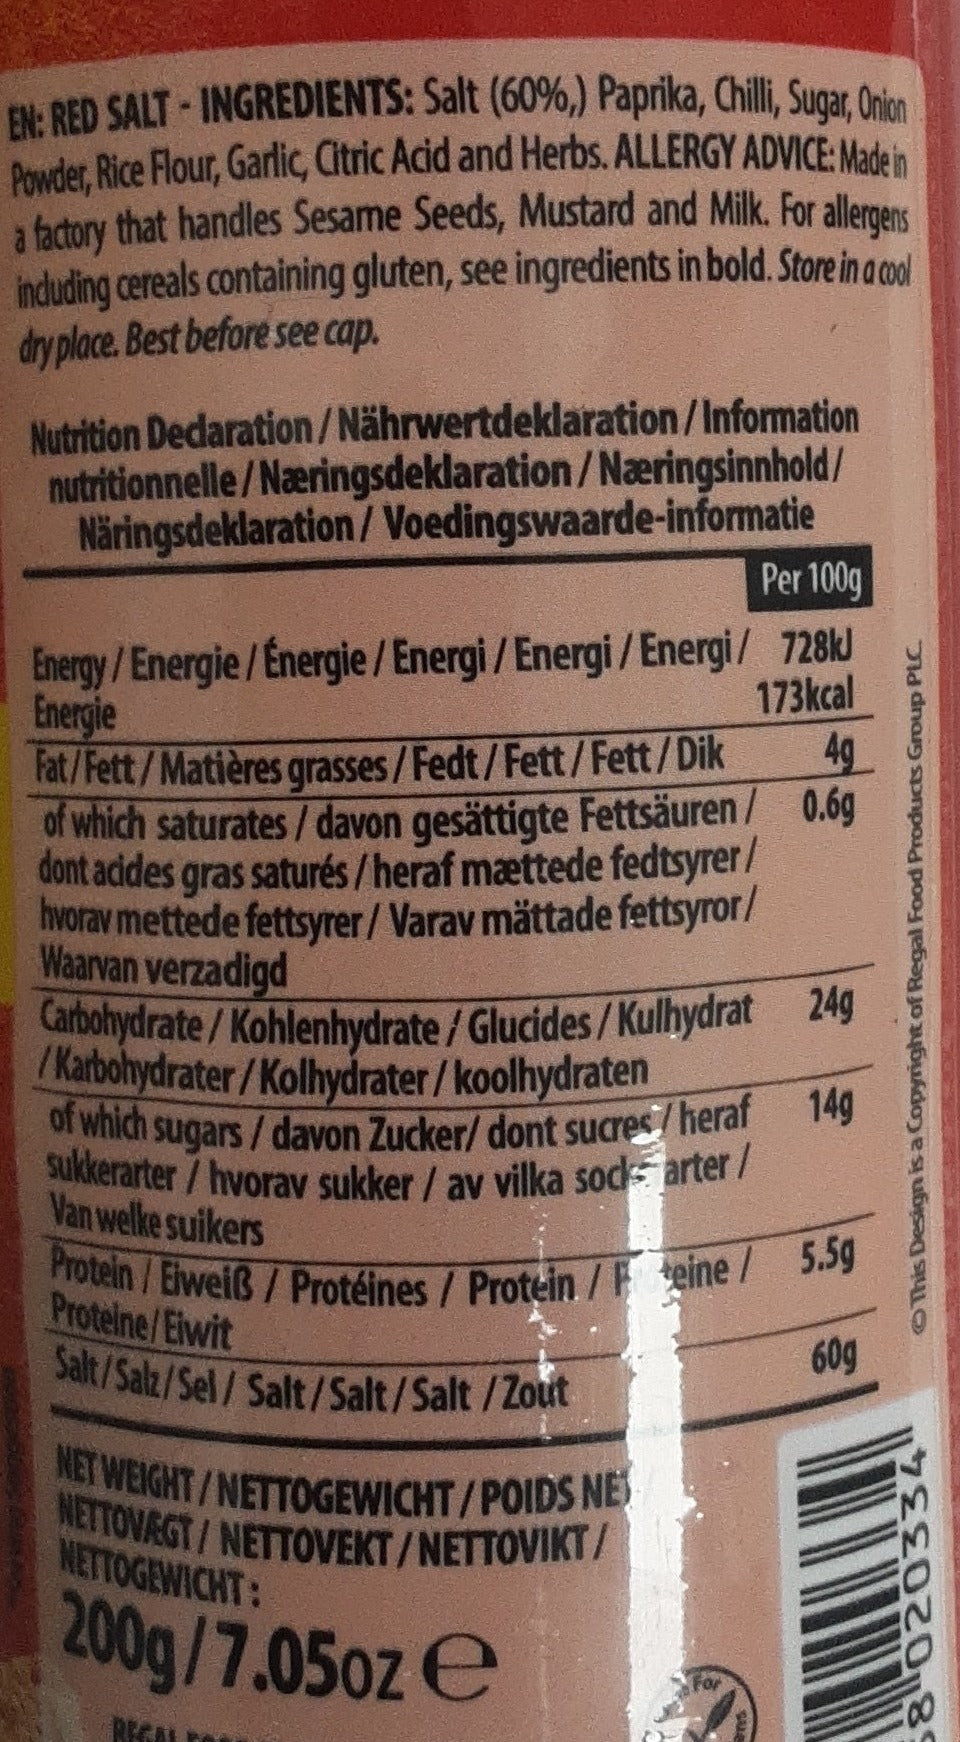 EN: RED SALT - INGREDIENTS: Salt (60%,) Paprika, Chilli, Sugar, Onion
Powder, Rice Flour, Garlic, Citric Acid and Herbs. ALLERGY ADVICE: Made in
a factory that handles Sesame Seeds, Mustard and Milk. For allergens
including cereals containing gluten, see ingredients in bold. Store in a cool
dry place. Best before see cap.
Nutrition Declaration / Nährwertdeklaration / Information
nutritionnelle / Næringsdeklaration / Næringsinnhold /
Näringsdeklaration / Voedingswaarde-informatie
Per 100g
Energy / Energie / Énergie / Energi / Energi / Energi / 728kJ
Energie 173kcal
Fat / Fett / Matières grasses / Fedt / Fett / Fett / Dik 4g
of which saturates / davon gesättigte Fettsäuren / 0.6g
dont acides gras saturés / heraf mættede fedtsyrer /
hvorav mettede fettsyrer / Varav mättade fettsyror /
Waarvan verzadigd
Carbohydrate / Kohlenhydrate / Glucides / Kulhydrat 24g
/ Karbohydrater / Kolhydrater / koolhydraten
of which sugars / davon Zucker/ dont sucres / heraf 14g
sukkerarter / hvorav sukker / av vilka arter /
Van welke suikers
Protein / Eiweiß / Protéines / Protein / / 5.5g
Proteine / Eiwit
Salt / Salz / Sel / Salt / Salt / Salt / Zout 60g
NET WEIGHT / NETTOGEWICHT / POIDS NET
NETTOVÆGT / NETTOVEKT / NETTOVIKT /
NETTOGEWICHT :
200g / 7.05oz e
REGAL
For
© This Design is a Copyright of Regal Food Products Group PLC.
8 020334